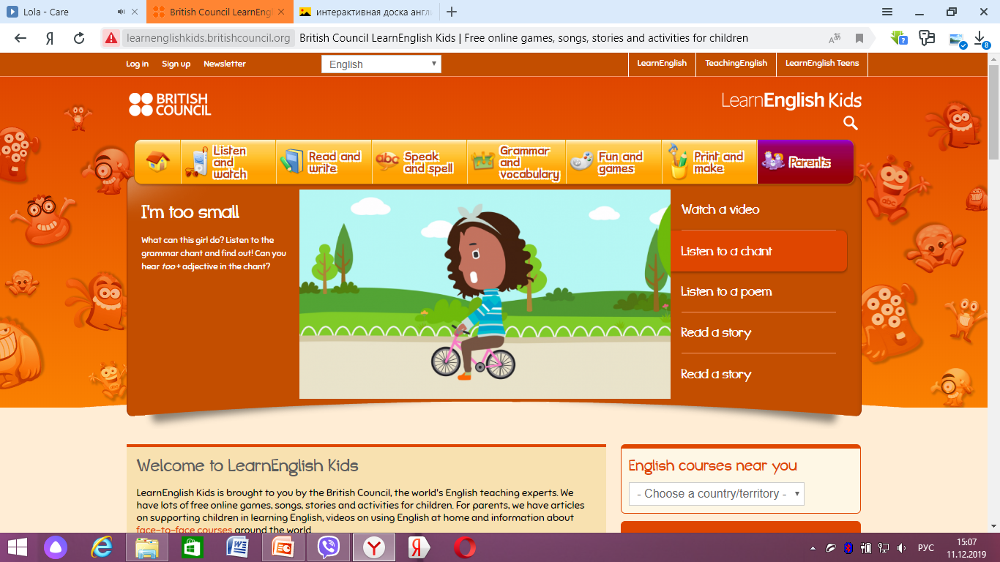 Lola - Care
British Council LearnEngl
интерактивная доска англ
learnenglishkids.britishcouncil.org British Council LearnEnglish Kids | Free online games, songs, stories and activities for children
8
Log in Sign up Newsletter
English
LearnEnglish TeachingEnglish LearnEnglish Teens
BRITISH
COUNCIL
LearnEnglish Kids
Listen
and
watch
Read and
write
abc
Speak
and spell
Grammar
and
vocabulary
Fun and
games
Print and
make
Parents
I'm too small
What can this girl do? Listen to the
grammar chant and find out! Can you
hear too + adjective in the chant?
Watch a video
Listen to a chant
Listen to a poem
Read a story
Read a story
Welcome to LearnEnglish Kids
LearnEnglish Kids is brought to you by the British Council, the world's English teaching experts. We
have lots of free online games, songs, stories and activities for children. For parents, we have articles
on supporting children in learning English, videos on using English at home and information about
face-to-face courses around the world.
English courses near you
- Choose a country/territory -
РУС
15:07
11.12.2019